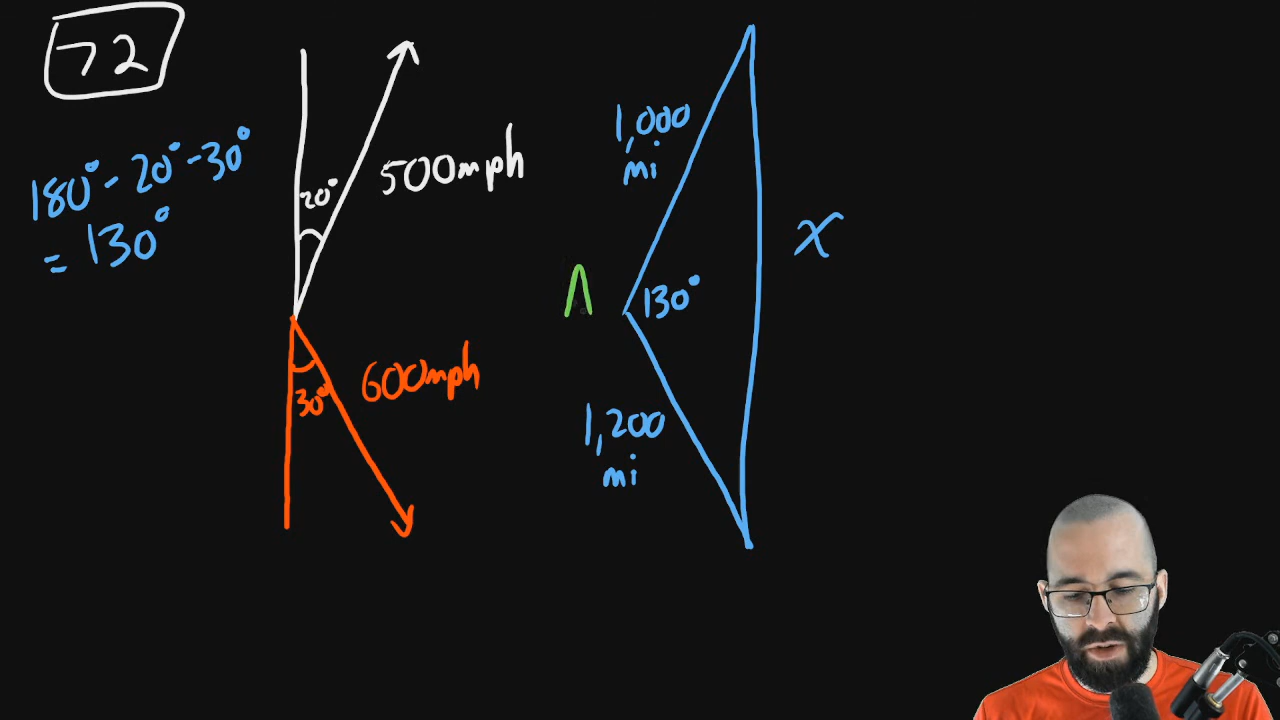 72
180° - 20° - 30°
= 130°
20°
500mph
30°
600mph
1,000
mi
130°
1,200
mi
x